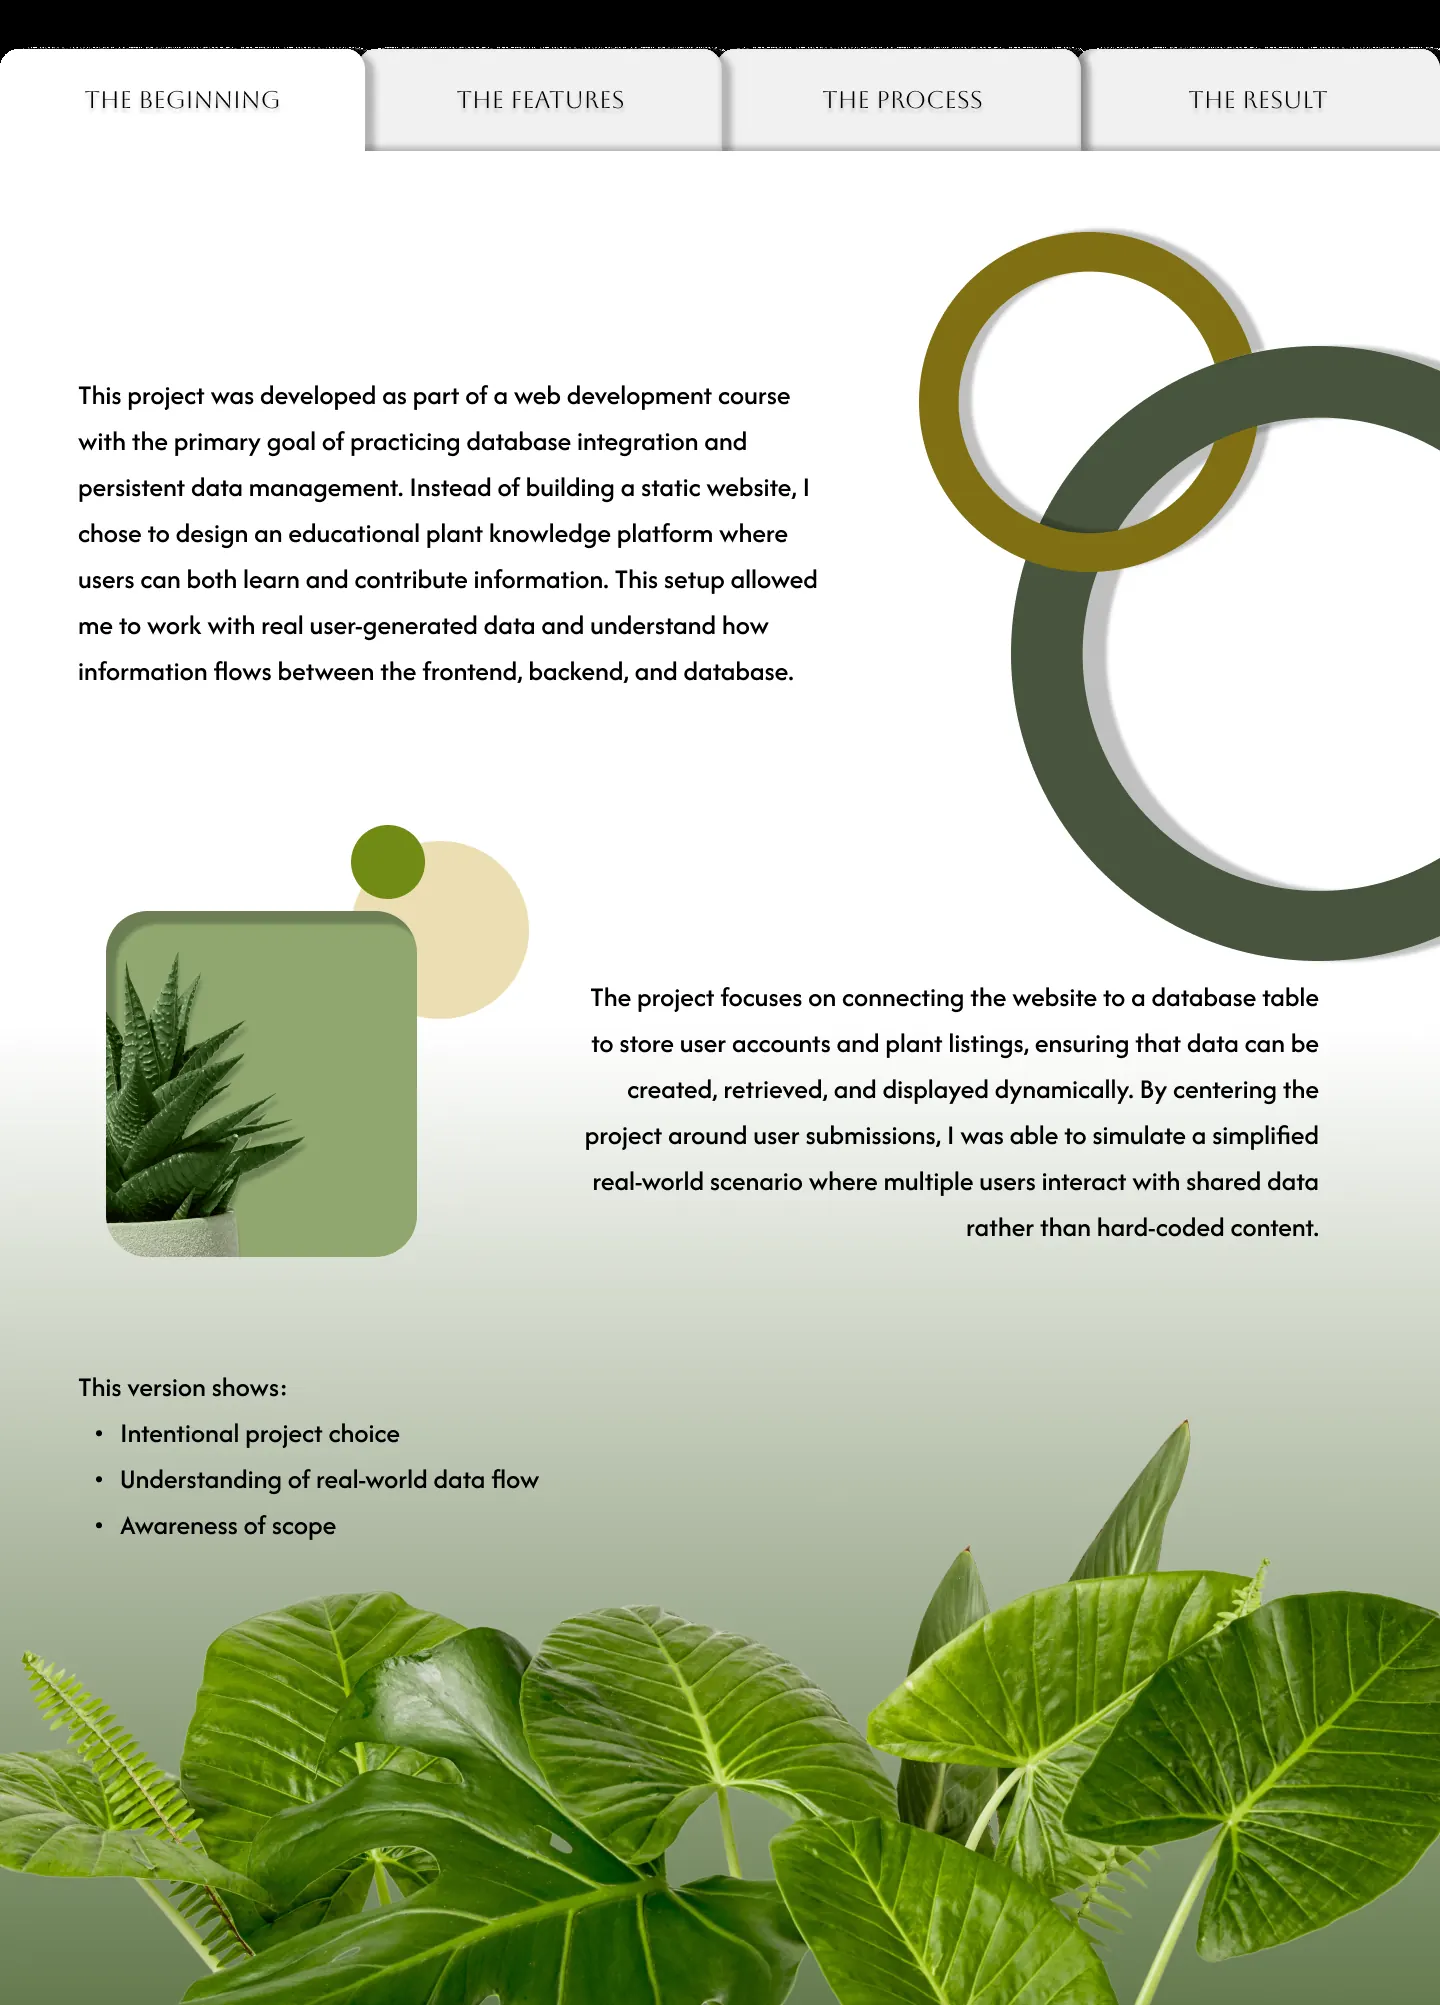 THE BEGINNING
THE FEATURES
THE PROCESS
THE RESULT
This project was developed as part of a web development course
with the primary goal of practicing database integration and
persistent data management. Instead of building a static website, I
chose to design an educational plant knowledge platform where
users can both learn and contribute information. This setup allowed
me to work with real user-generated data and understand how
information flows between the frontend, backend, and database.
The project focuses on connecting the website to a database table
to store user accounts and plant listings, ensuring that data can be
created, retrieved, and displayed dynamically. By centering the
project around user submissions, I was able to simulate a simplified
real-world scenario where multiple users interact with shared data
rather than hard-coded content.
This version shows:
• Intentional project choice
• Understanding of real-world data flow
• Awareness of scope